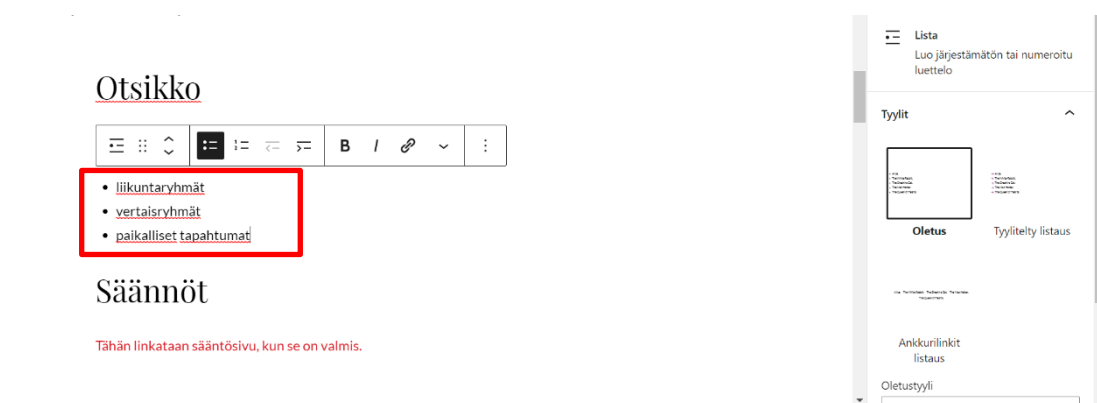 Otsikko
B I
liikuntaryhmät
vertaisryhmät
paikalliset tapahtumat
Säännöt
Tähän linkataan sääntösivu, kun se on valmis.
Lista
Luo järjestämätön tai numeroitu
luettelo
Tyylit
Oletus
Tyylitelty listaus
Ankkurilinkit
listaus
Oletustyyli